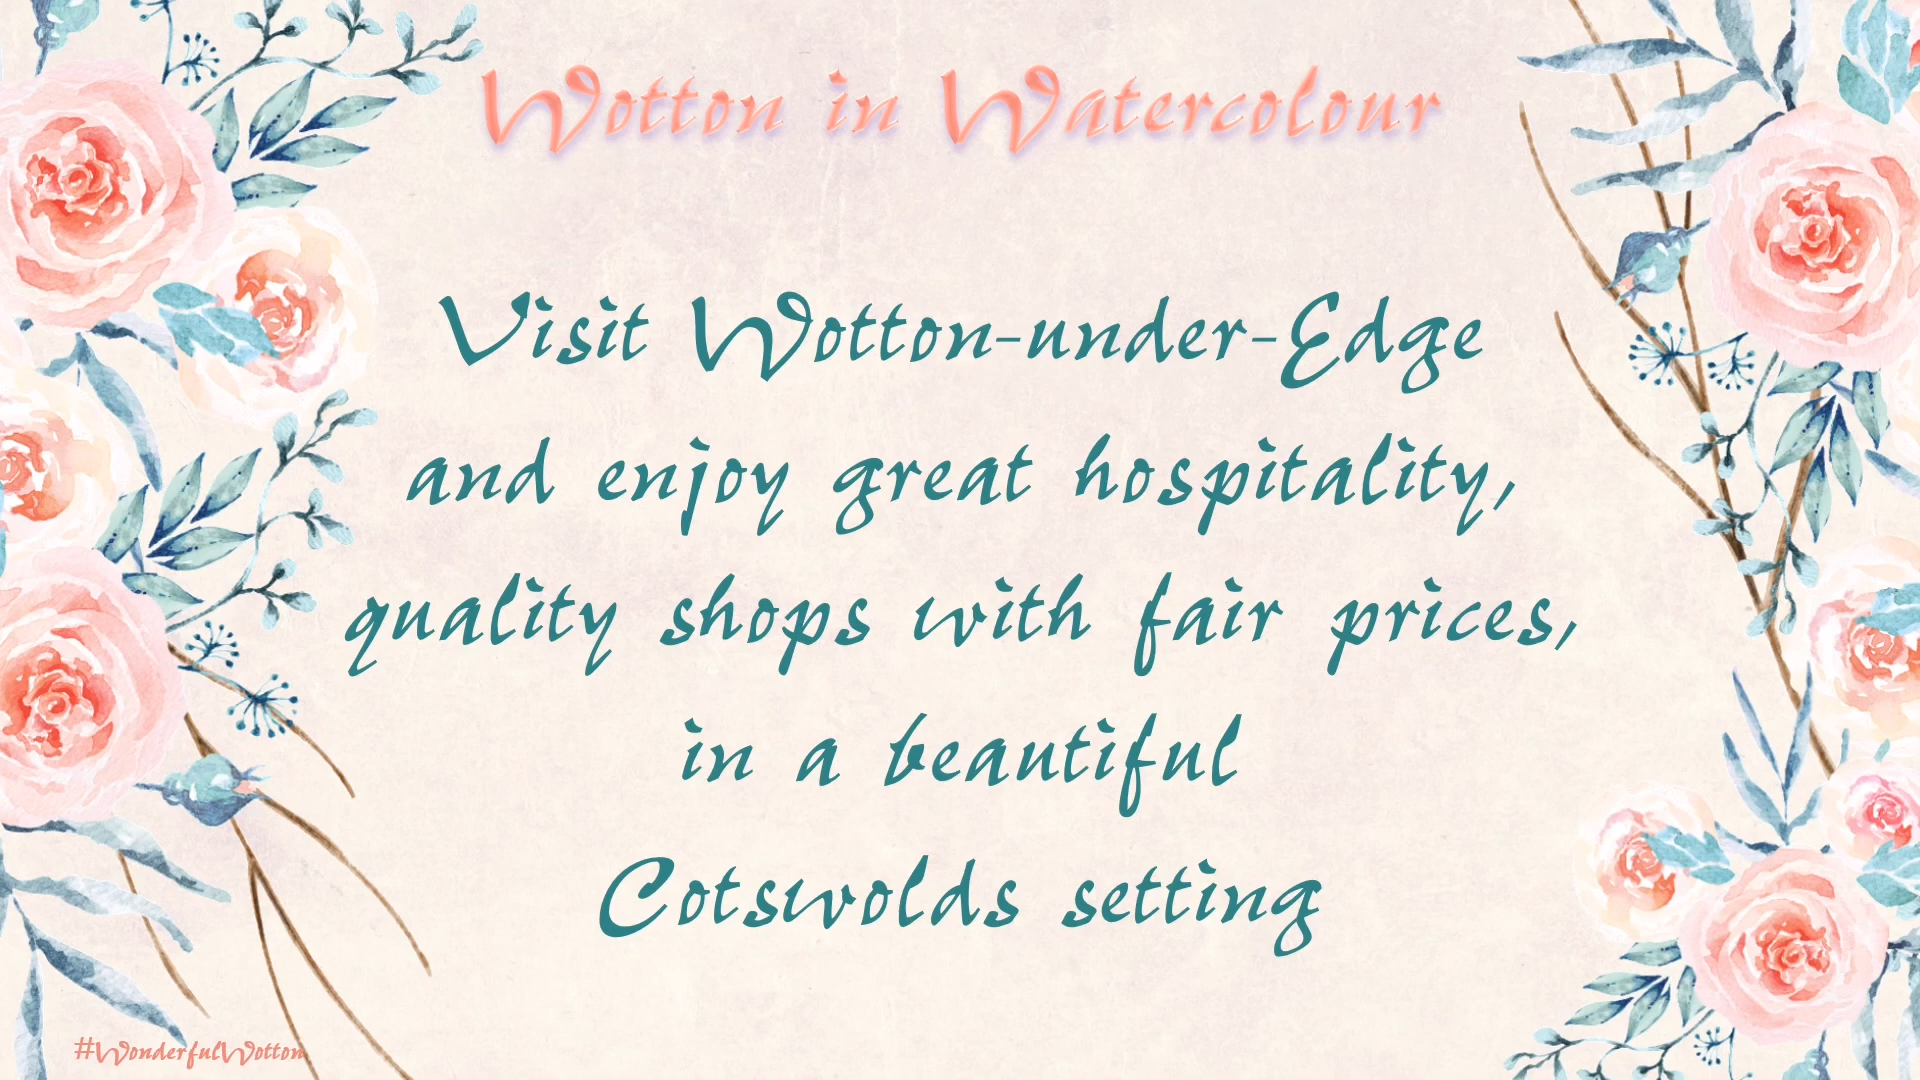 Wotton in Watercolour
Visit Wotton-under-Edge
and enjoy great hospitality,
quality shops with fair prices,
in a beautiful
Cotswolds setting
#WonderfulWotton